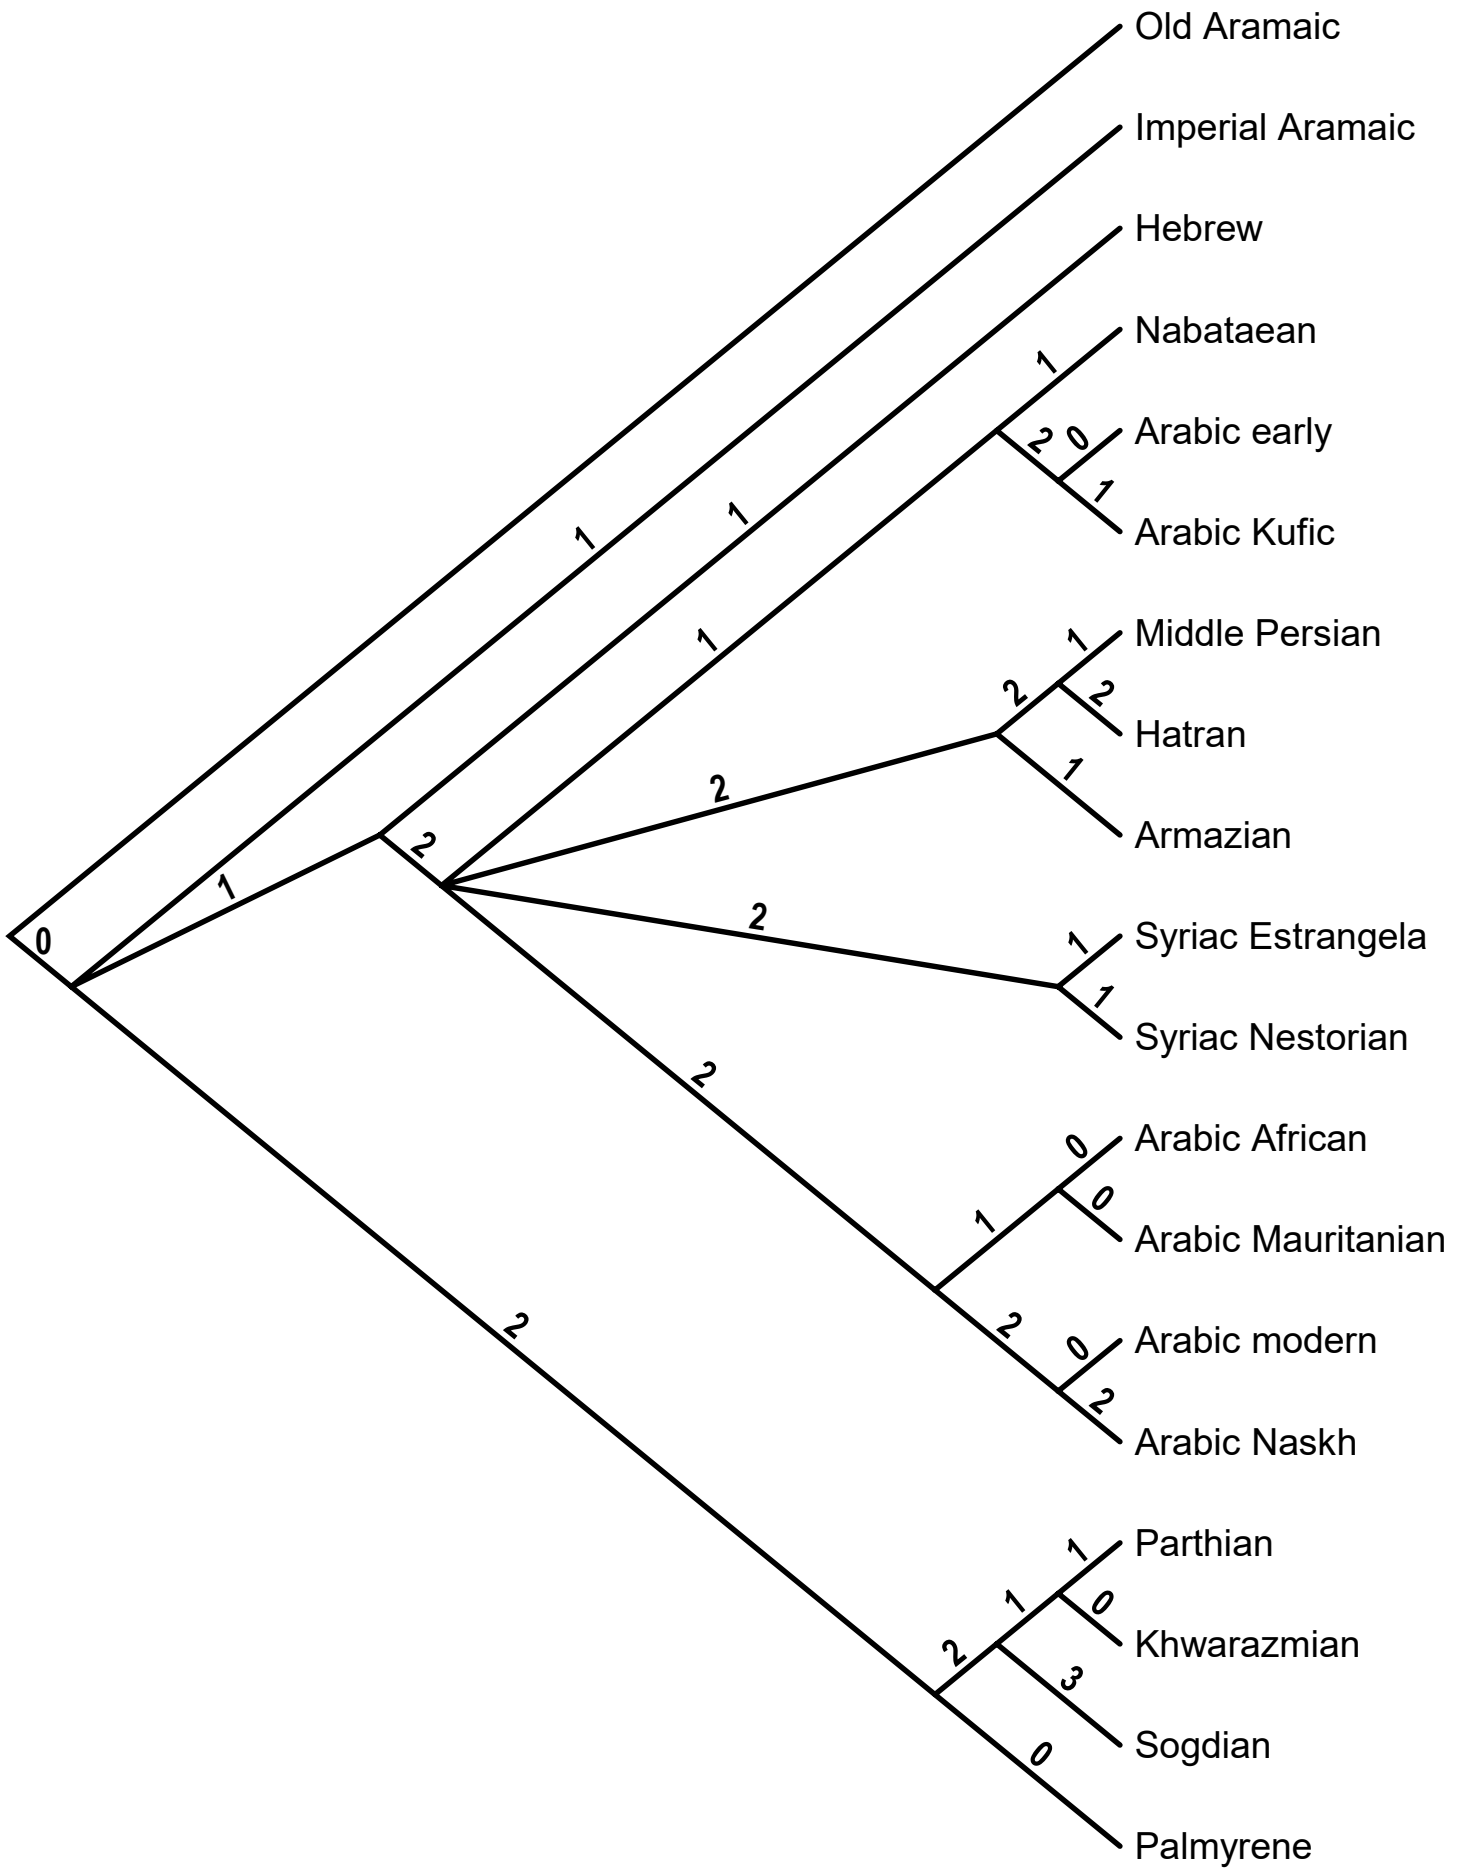 Old Aramaic
Imperial Aramaic
Hebrew
Nabataean
1
2 0 Arabic early
1
Arabic Kufic
1
1
1
1 Middle Persian
2 2
Hatran
2
1
Armazian
2
1
0
2
1 Syriac Estrangela
1
Syriac Nestorian
2
0 Arabic African
0
1
Arabic Mauritanian
2
2
0 Arabic modern
2
Arabic Naskh
1 Parthian
1
0
Khwarazmian
2
3
Sogdian
0
Palmyrene